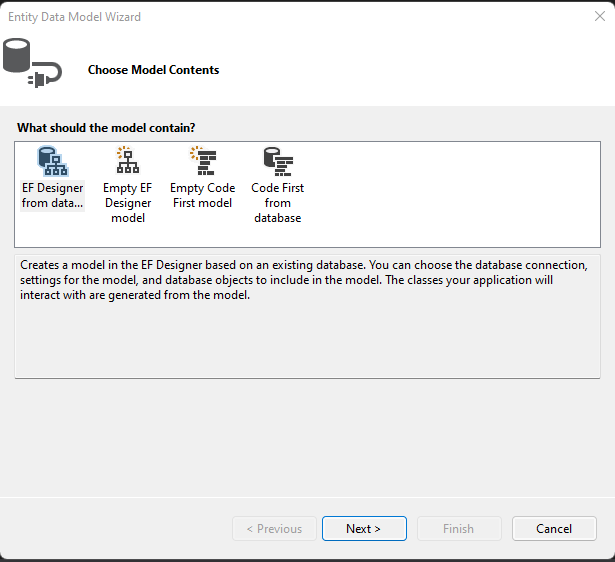 Entity Data Model Wizard
Choose Model Contents
What should the model contain?
EF Designer
from data...
Empty EF
Designer
model
Empty Code
First model
Code First
from
database
Creates a model in the EF Designer based on an existing database. You can choose the database connection,
settings for the model, and database objects to include in the model. The classes your application will
interact with are generated from the model.
< Previous
Next >
Finish
Cancel